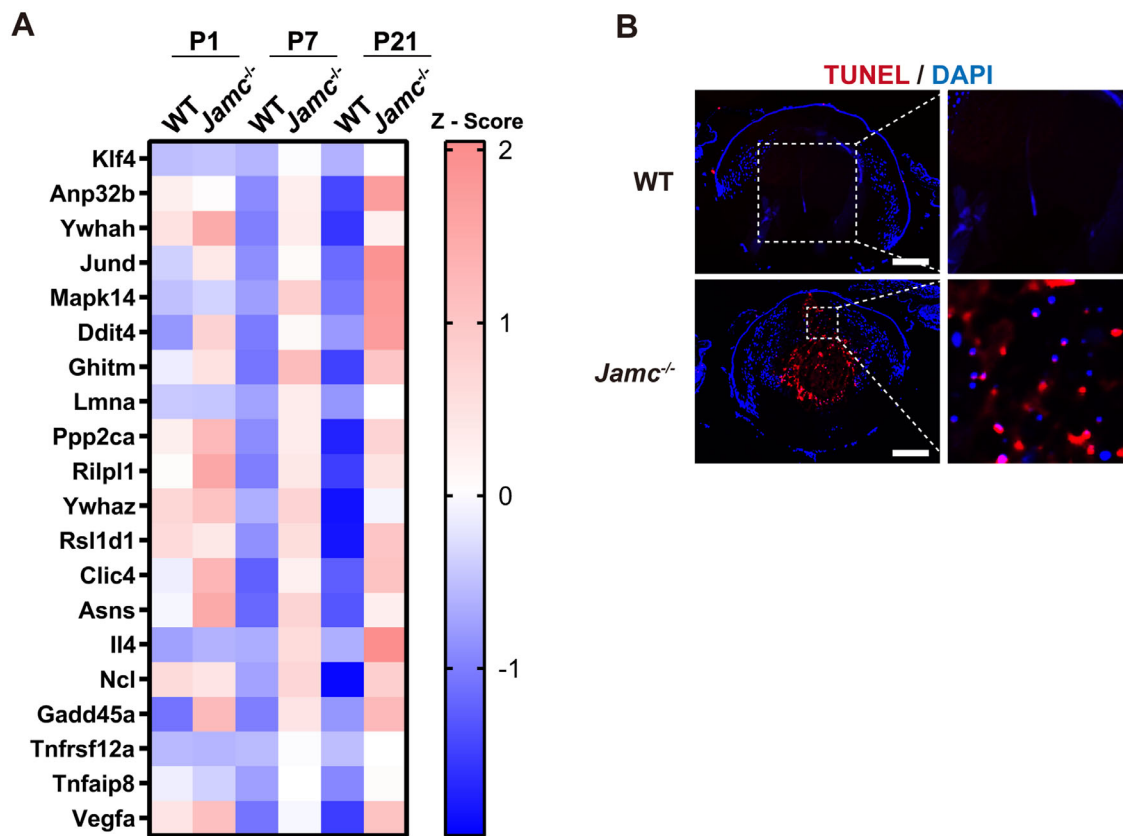 A
P1 P7 P21
WT Jamc-/- WT Jamc-/- WT Jamc-/-
Z - Score
Klf4
Anp32b
Ywhah
Jund
Mapk14
Ddit4
Ghitm
Lmna
Ppp2ca
Rilpl1
Ywhaz
Rsl1d1
Clic4
Asns
Il4
Ncl
Gadd45a
Tnfrsf12a
Tnfaip8
Vegfa
2
1
0
-1
B
TUNEL / DAPI
WT
Jamc-/-